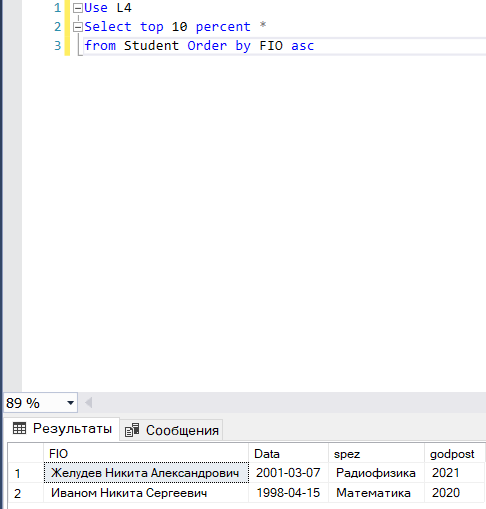 1 Use L4
2 Select top 10 percent *
3 from Student Order by FIO asc
89 %
Результаты Сообщения
FIO Data spez godpost
1 Желудев Никита Александрович 2001-03-07 Радиофизика 2021
2 Иваном Никита Сергеевич 1998-04-15 Математика 2020